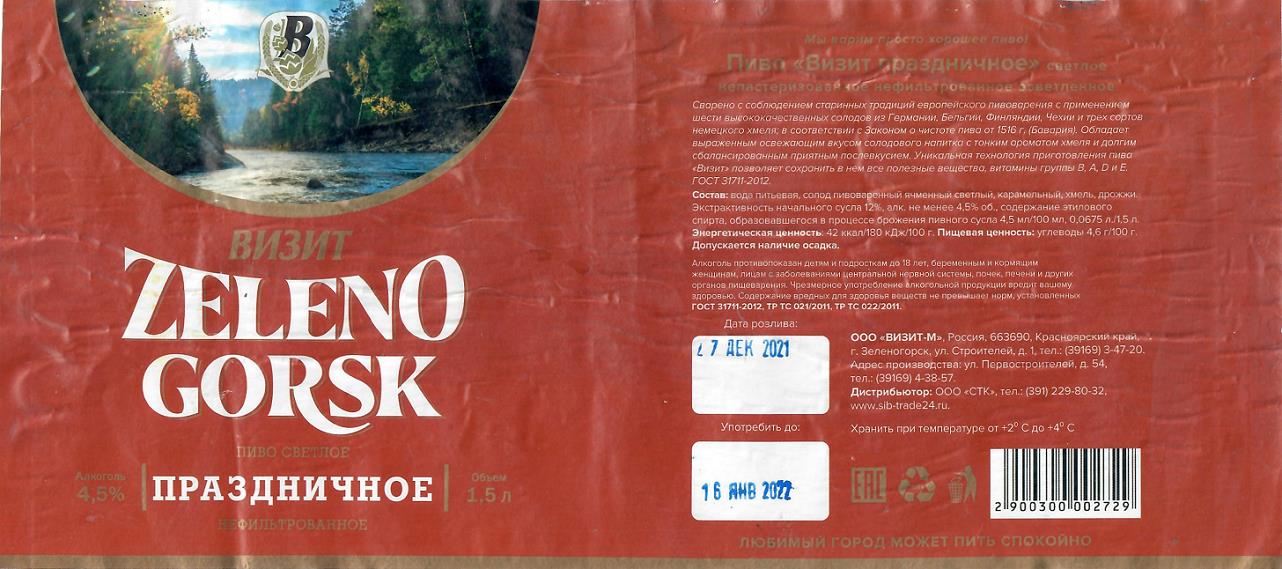 В
ВИЗИТ
ZELENO
GORSK
ПИВО СВЕТЛОЕ
Алкоголь
4,5%
ПРАЗДНИЧНОЕ
Объем
1,5 л
НЕФИЛЬТРОВАННОЕ
Мы варим просто хорошее пиво!
Пиво «Визит праздничное» светлое
непастеризованное нефильтрованное осветленное
Сварено с соблюдением старинных традиций европейского пивоварения с применением
шести высококачественных солодов из Германии, Бельгии, Финляндии, Чехии и трех сортов
немецкого хмеля; в соответствии с Законом о чистоте пива от 1516 г. (Бавария). Обладает
выраженным освежающим вкусом солодового напитка с тонким ароматом хмеля и долгим
сбалансированным приятным послевкусием. Уникальная технология приготовления пива
«Визит» позволяет сохранить в нем все полезные вещества, витамины группы B, A, D и E.
ГОСТ 31711-2012.
Состав: вода питьевая, солод пивоваренный ячменный светлый, карамельный, хмель, дрожжи.
Экстрактивность начального сусла 12%, алк. не менее 4,5% об., содержание этилового
спирта, образовавшегося в процессе брожения пивного сусла 4,5 мл/100 мл, 0,0675 л./1,5 л.
Энергетическая ценность: 42 ккал/180 кДж/100 г. Пищевая ценность: углеводы 4,6 г/100 г.
Допускается наличие осадка.
Алкоголь противопоказан детям и подросткам до 18 лет, беременным и кормящим
женщинам, лицам с заболеваниями центральной нервной системы, почек, печени и других
органов пищеварения. Чрезмерное употребление алкогольной продукции вредит вашему
здоровью. Содержание вредных для здоровья веществ не превышает норм, установленных
ГОСТ 31711-2012, ТР ТС 021/2011, ТР ТС 022/2011.
Дата розлива:
27 ДЕК 2021
Употребить до:
16 ЯНВ 2022
ООО «ВИЗИТ-М», Россия, 663690, Красноярский край,
г. Зеленогорск, ул. Строителей, д. 1, тел.: (39169) 3-47-20.
Адрес производства: ул. Первостроителей, д. 54,
тел.: (39169) 4-38-57.
Дистрибьютор: ООО «СТК», тел.: (391) 229-80-32,
www.sib-trade24.ru.
Хранить при температуре от +2⁰ С до +4⁰ С
EAC
2 900300 002729
ЛЮБИМЫЙ ГОРОД МОЖЕТ ПИТЬ СПОКОЙНО